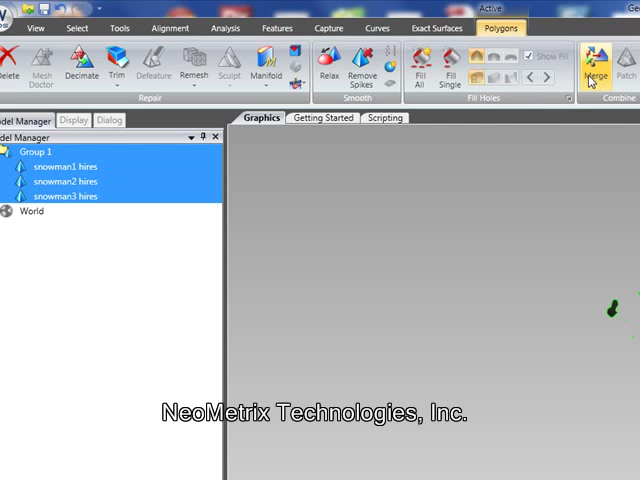 Active
Ge
View Select Tools Alignment Analysis Features Capture Curves Exact Surfaces Polygons
Delete
Mesh Doctor
Decimate
Trim
Defeature
Remesh
Sculpt
Manifold
Repair
Relax
Remove Spikes
Smooth
Fill All
Fill Single
Show Fill
Fill Holes
Merge
Patch
Combine
odel Manager Display Dialog
Graphics Getting Started Scripting
del Manager
Group 1
snowman1 hires
snowman2 hires
snowman3 hires
World
NeoMetrix Technologies, Inc.